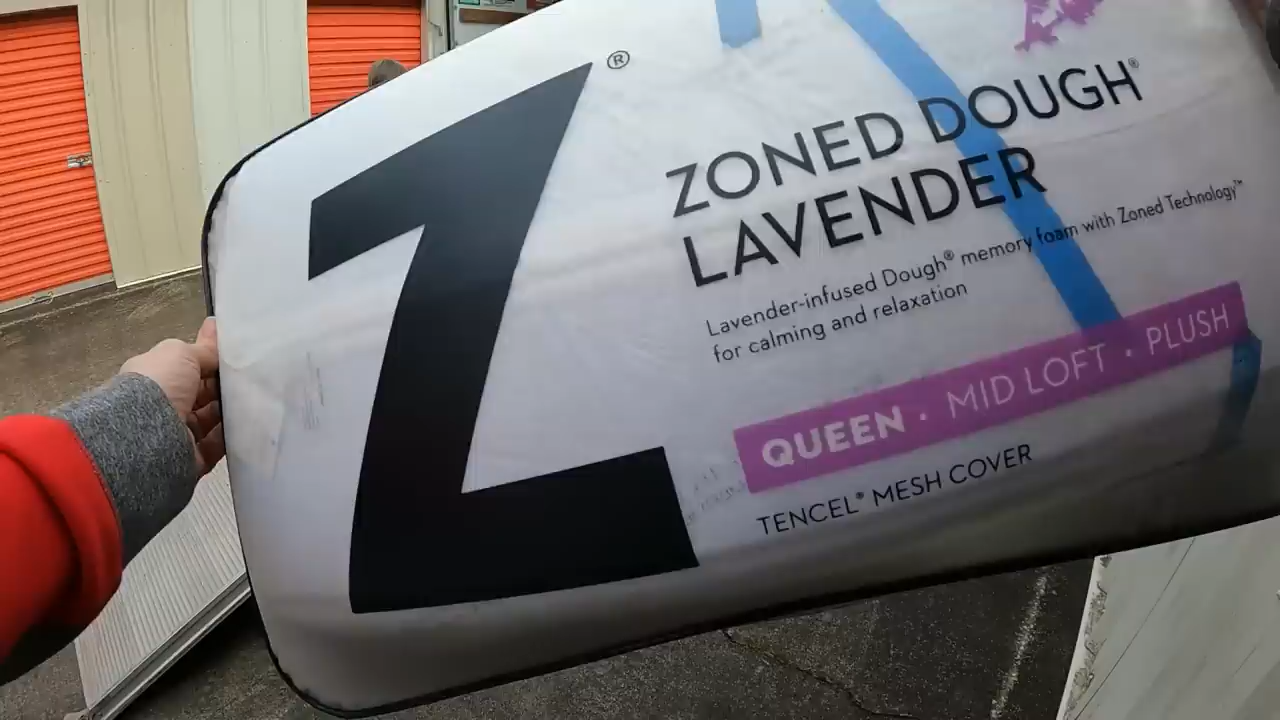 Z®
ZONED DOUGH®
LAVENDER
Lavender-infused Dough® memory foam with Zoned Technology™
for calming and relaxation
QUEEN · MID LOFT · PLUSH
TENCEL® MESH COVER